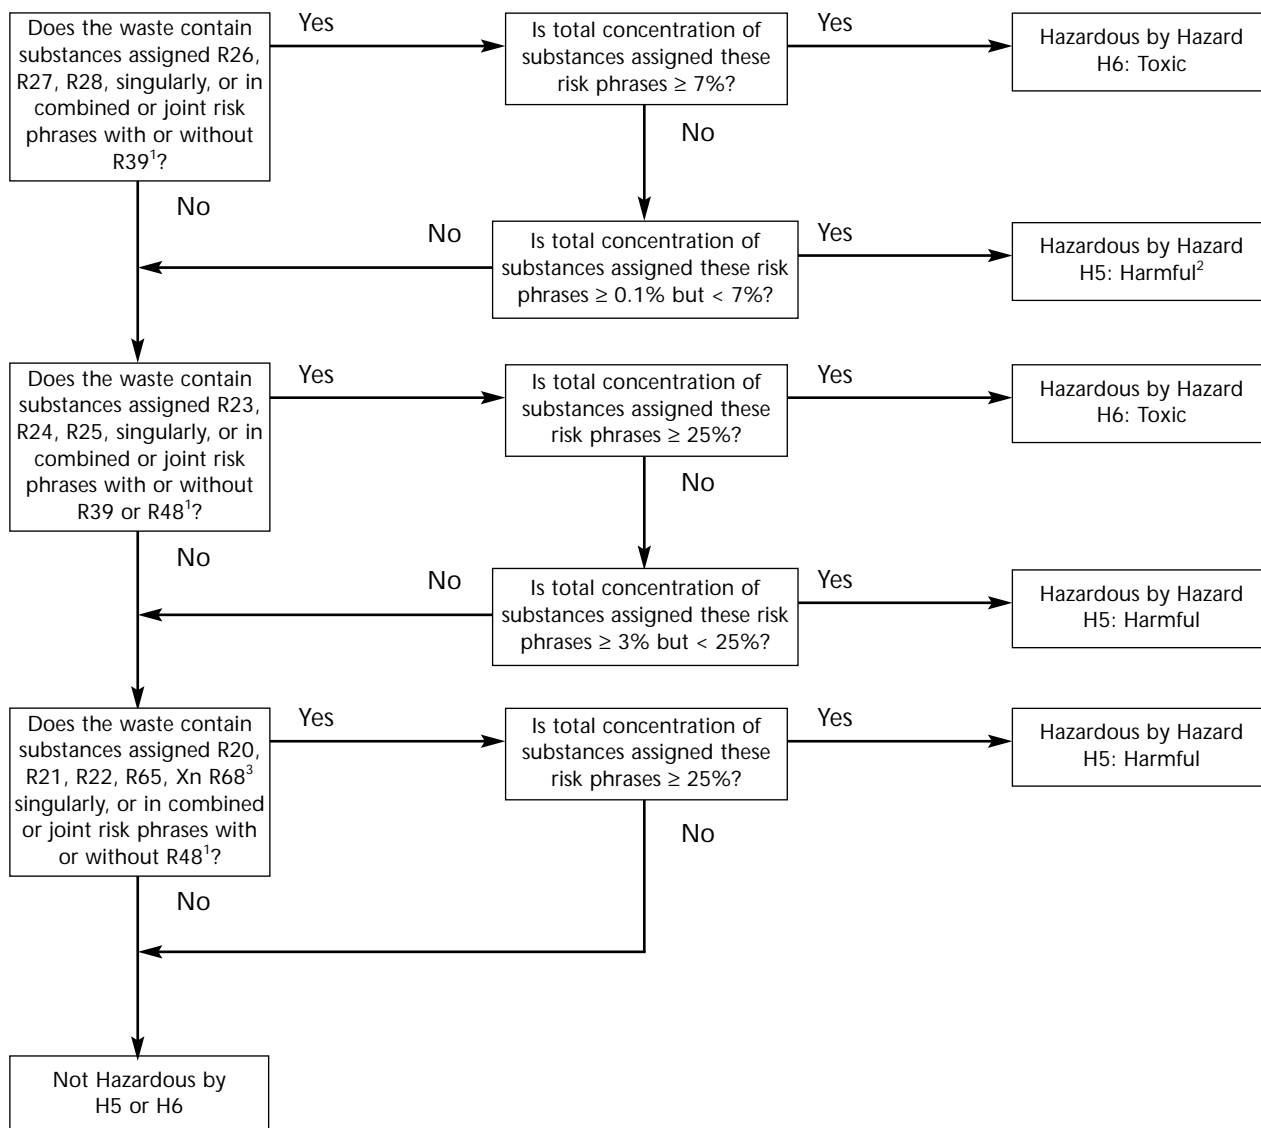 Does the waste contain
substances assigned R26,
R27, R28, singularly, or in
combined or joint risk
phrases with or without
R39¹?
Yes
Is total concentration of
substances assigned these
risk phrases ≥ 7%?
Yes
Hazardous by Hazard
H6: Toxic
No
No
Is total concentration of
substances assigned these risk
phrases ≥ 0.1% but < 7%?
No
Yes
Hazardous by Hazard
H5: Harmful²
Does the waste contain
substances assigned R23,
R24, R25, singularly, or in
combined or joint risk
phrases with or without
R39 or R48¹?
Yes
Is total concentration of
substances assigned these
risk phrases ≥ 25%?
Yes
Hazardous by Hazard
H6: Toxic
No
No
Is total concentration of
substances assigned these risk
phrases ≥ 3% but < 25%?
No
Yes
Hazardous by Hazard
H5: Harmful
Does the waste contain
substances assigned R20,
R21, R22, R65, Xn R68³
singularly, or in combined
or joint risk phrases with
or without R48¹?
Yes
Is total concentration of
substances assigned these
risk phrases ≥ 25%?
Yes
Hazardous by Hazard
H5: Harmful
No
No
Not Hazardous by
H5 or H6